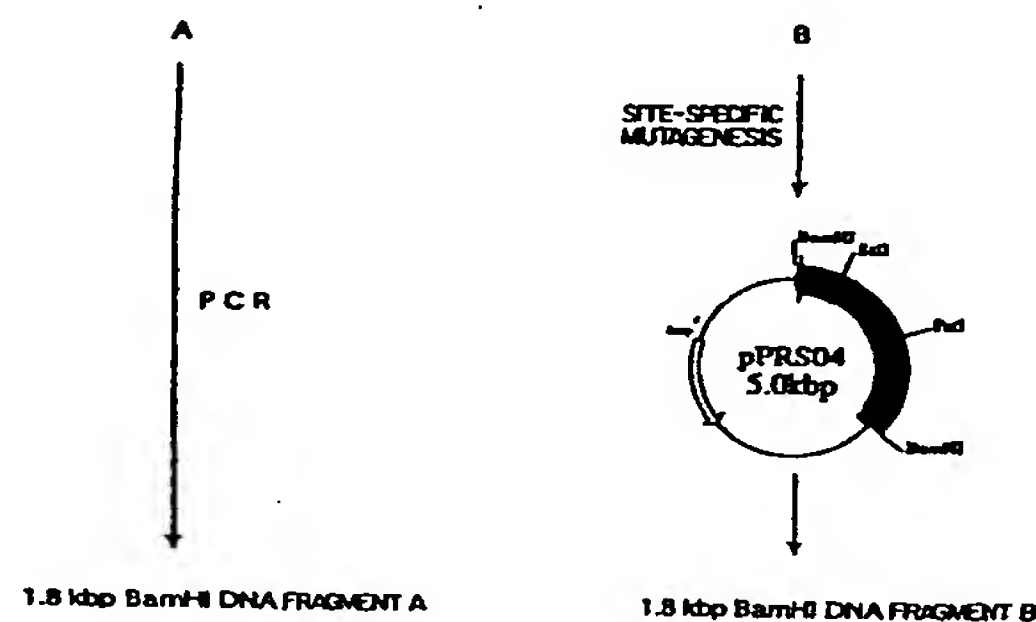 A
B
SITE-SPECIFIC
MUTAGENESIS
BamHI
PCR
pPRS04
5.0kbp
BamHI
1.8 kbp BamHI DNA FRAGMENT A
1.8 kbp BamHI DNA FRAGMENT B